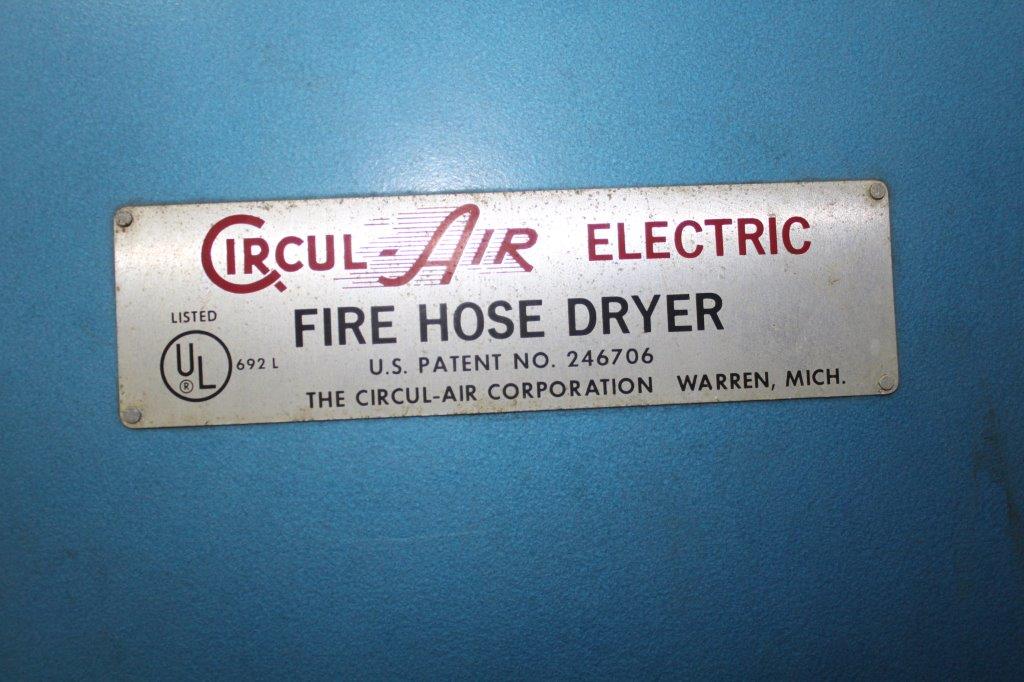 CIRCUL-AIR ELECTRIC
FIRE HOSE DRYER
LISTED
UL
®
692 L
U.S. PATENT NO. 246706
THE CIRCUL-AIR CORPORATION WARREN, MICH.